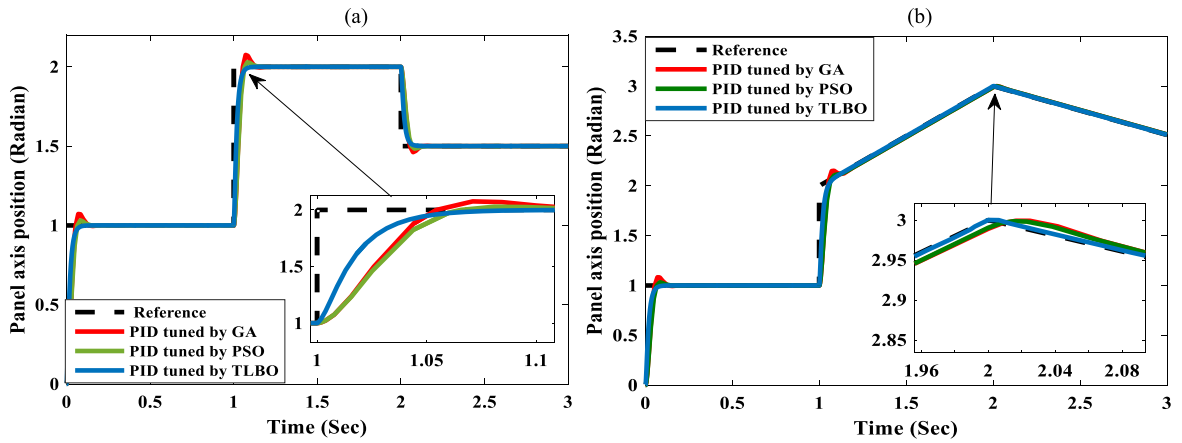 (a)
Panel axis position (Radian)
2
1.5
1
0.5
0
Reference
PID tuned by GA
PID tuned by PSO
PID tuned by TLBO
2
1.5
1
1
1.05
1.1
0
0.5
1
1.5
2
2.5
3
Time (Sec)
(b)
Panel axis position (Radian)
3.5
3
2.5
2
1.5
1
0.5
0
Reference
PID tuned by GA
PID tuned by PSO
PID tuned by TLBO
3
2.95
2.9
2.85
1.96
2
2.04
2.08
0
0.5
1
1.5
2
2.5
3
Time (Sec)